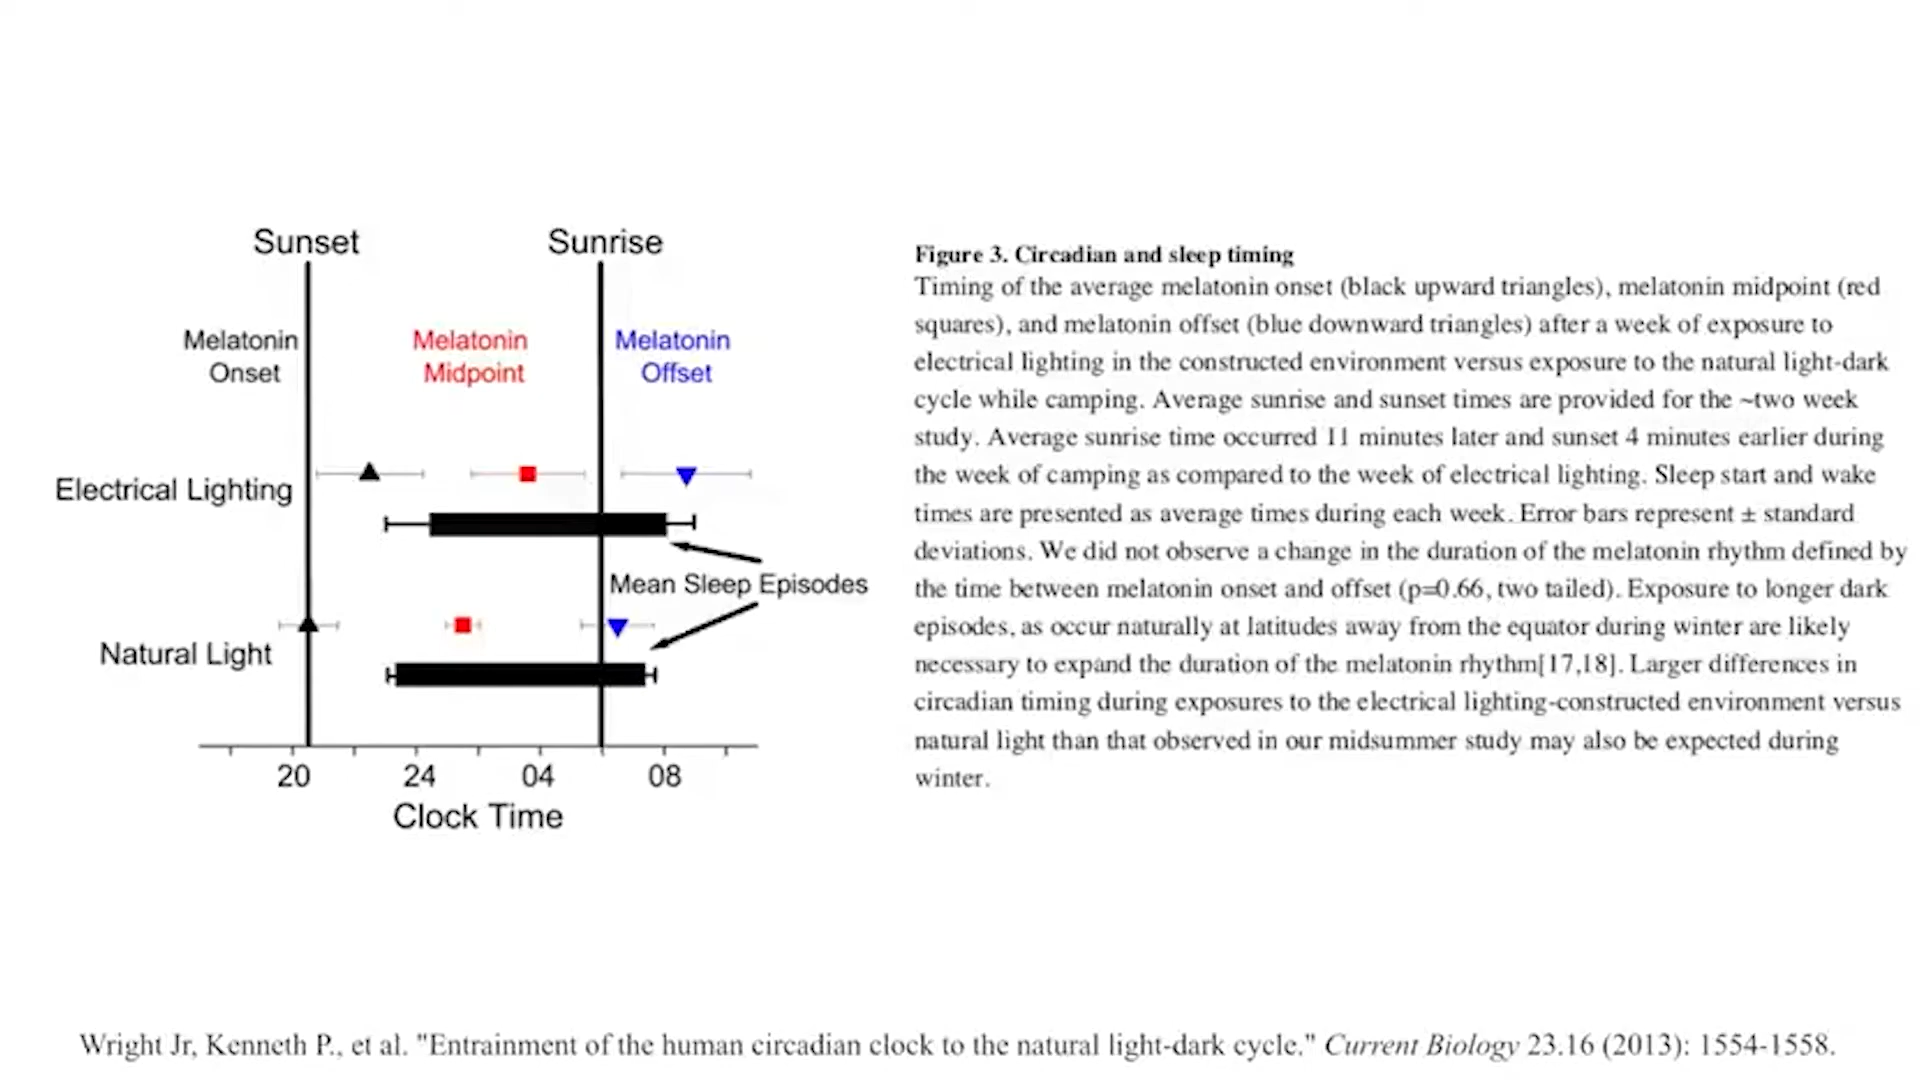 Sunset
Sunrise
Melatonin
Onset
Melatonin
Midpoint
Melatonin
Offset
Electrical Lighting
Mean Sleep Episodes
Natural Light
20
24
04
08
Clock Time
Figure 3. Circadian and sleep timing
Timing of the average melatonin onset (black upward triangles), melatonin midpoint (red
squares), and melatonin offset (blue downward triangles) after a week of exposure to
electrical lighting in the constructed environment versus exposure to the natural light-dark
cycle while camping. Average sunrise and sunset times are provided for the ~two week
study. Average sunrise time occurred 11 minutes later and sunset 4 minutes earlier during
the week of camping as compared to the week of electrical lighting. Sleep start and wake
times are presented as average times during each week. Error bars represent ± standard
deviations. We did not observe a change in the duration of the melatonin rhythm defined by
the time between melatonin onset and offset (p=0.66, two tailed). Exposure to longer dark
episodes, as occur naturally at latitudes away from the equator during winter are likely
necessary to expand the duration of the melatonin rhythm[17,18]. Larger differences in
circadian timing during exposures to the electrical lighting-constructed environment versus
natural light than that observed in our midsummer study may also be expected during
winter.
Wright Jr, Kenneth P., et al. "Entrainment of the human circadian clock to the natural light-dark cycle." Current Biology 23.16 (2013): 1554-1558.